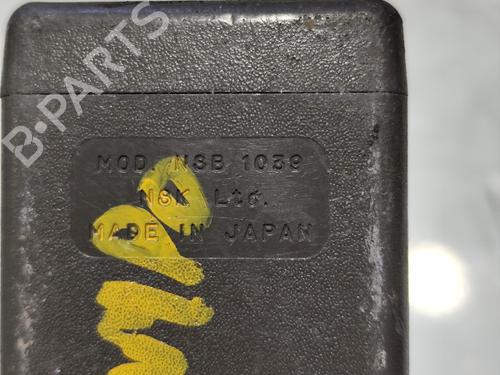 B-PARTS
MOD. NSB 1039
NSK Ltd.
MADE IN JAPAN